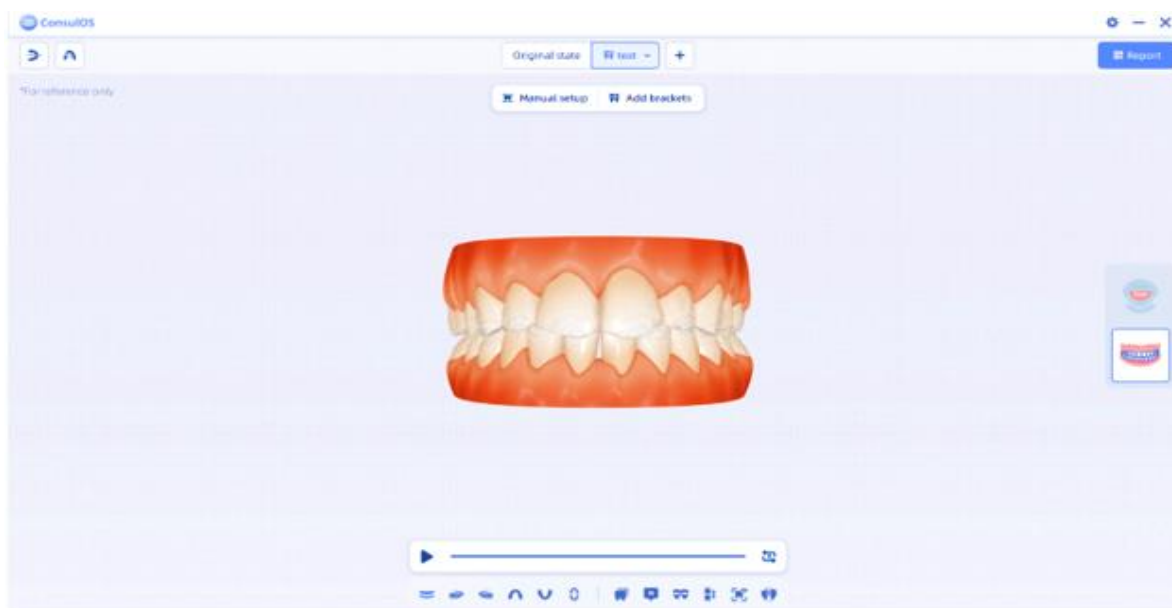 ConsulOS
Original state test +
Report
*For reference only
Manual setup Add brackets